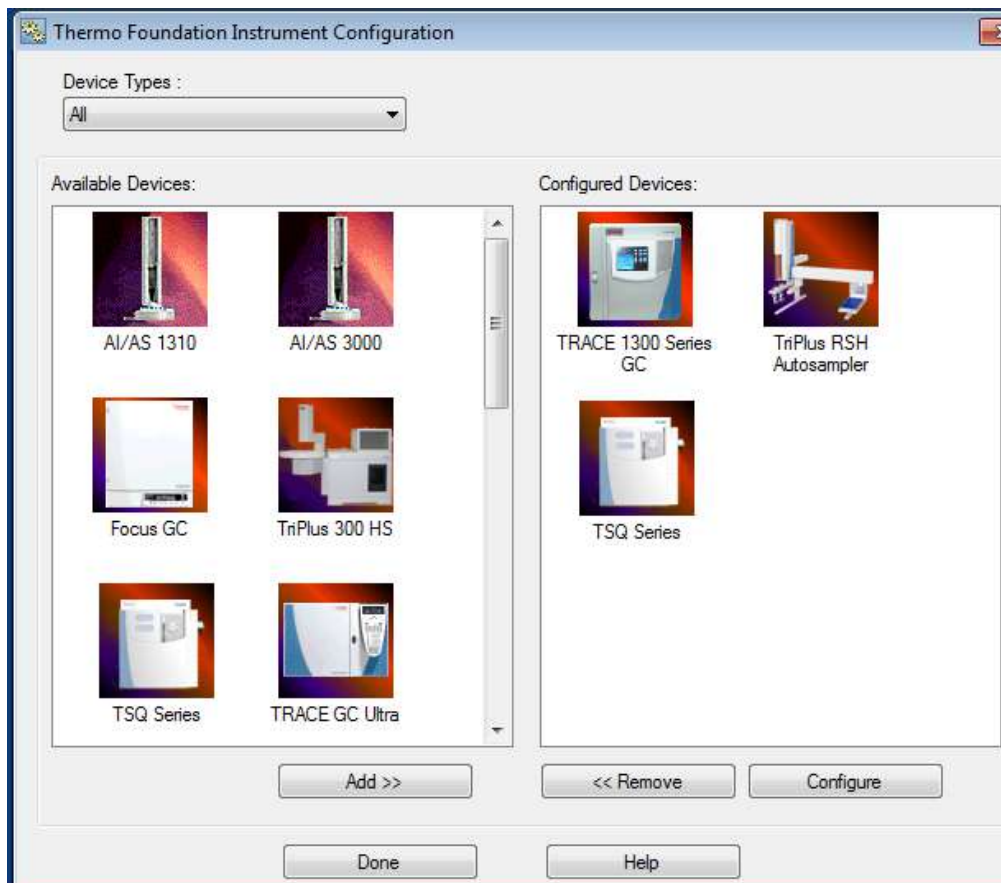 Thermo Foundation Instrument Configuration
Device Types :
All
Available Devices:
AI/AS 1310
AI/AS 3000
Focus GC
TriPlus 300 HS
TSQ Series
TRACE GC Ultra
Add >>
Configured Devices:
TRACE 1300 Series
GC
TriPlus RSH
Autosampler
TSQ Series
<< Remove
Configure
Done
Help